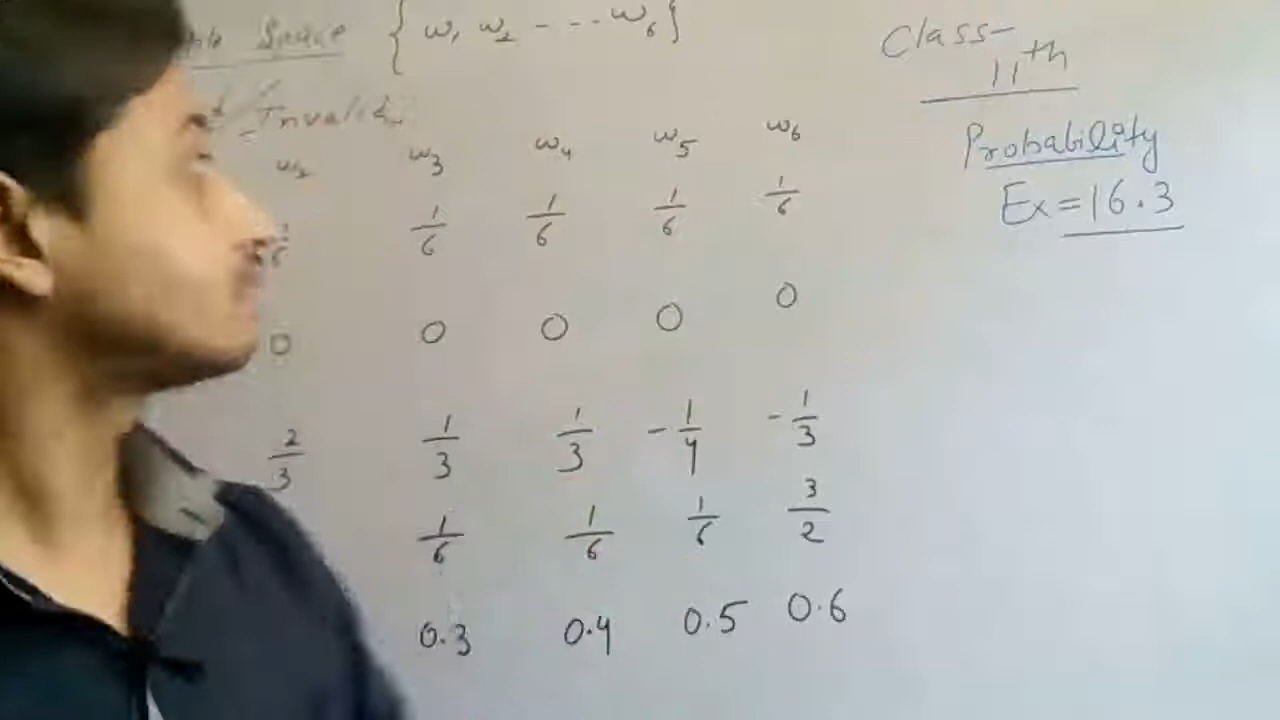 Space { ω₁ ω₂ - - - . . ω₆ }
Invalid.
ω₂ ω₃ ω₄ ω₅ ω₆
1/6 1/6 1/6 1/6
0 0 0 0 0
2/3 1/3 1/3 -1/4 -1/3
1/6 1/6 1/6 3/2
0.3 0.4 0.5 0.6
Class-
11th
Probability
Ex=16.3